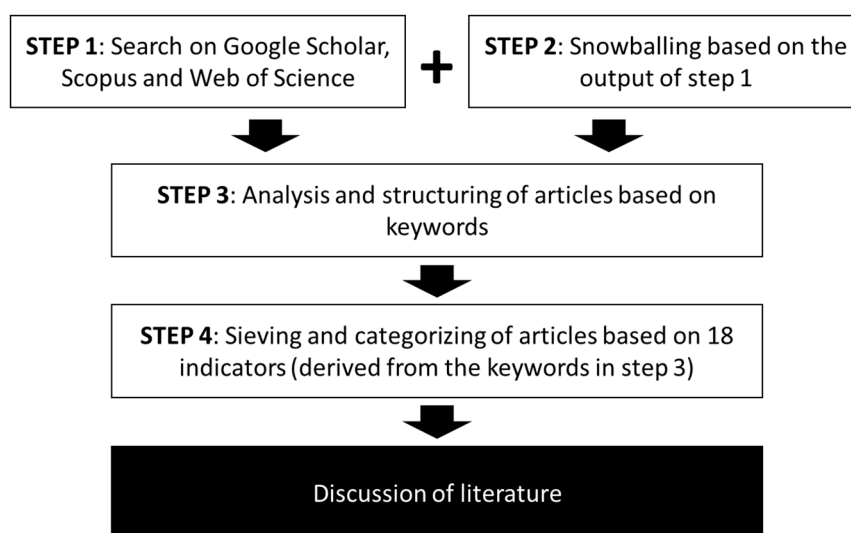 STEP 1: Search on Google Scholar,
Scopus and Web of Science
+
STEP 2: Snowballing based on the
output of step 1
STEP 3: Analysis and structuring of articles based on
keywords
STEP 4: Sieving and categorizing of articles based on 18
indicators (derived from the keywords in step 3)
Discussion of literature